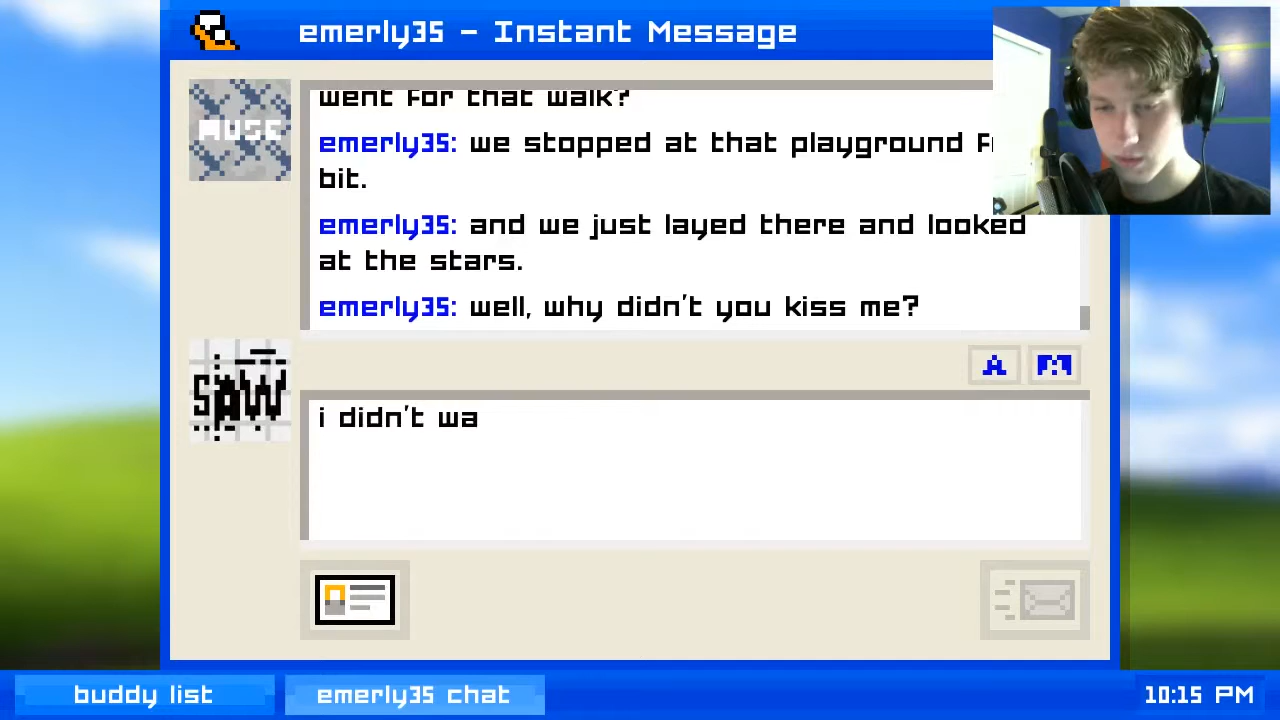 emerly35 - Instant Message
went for that walk?
emerly35: we stopped at that playground
bit.
emerly35: and we just layed there and looked
at the stars.
emerly35: well, why didn't you kiss me?
MUSE
SAW
A
i didn't wa
buddy list
emerly35 chat
10:15 PM